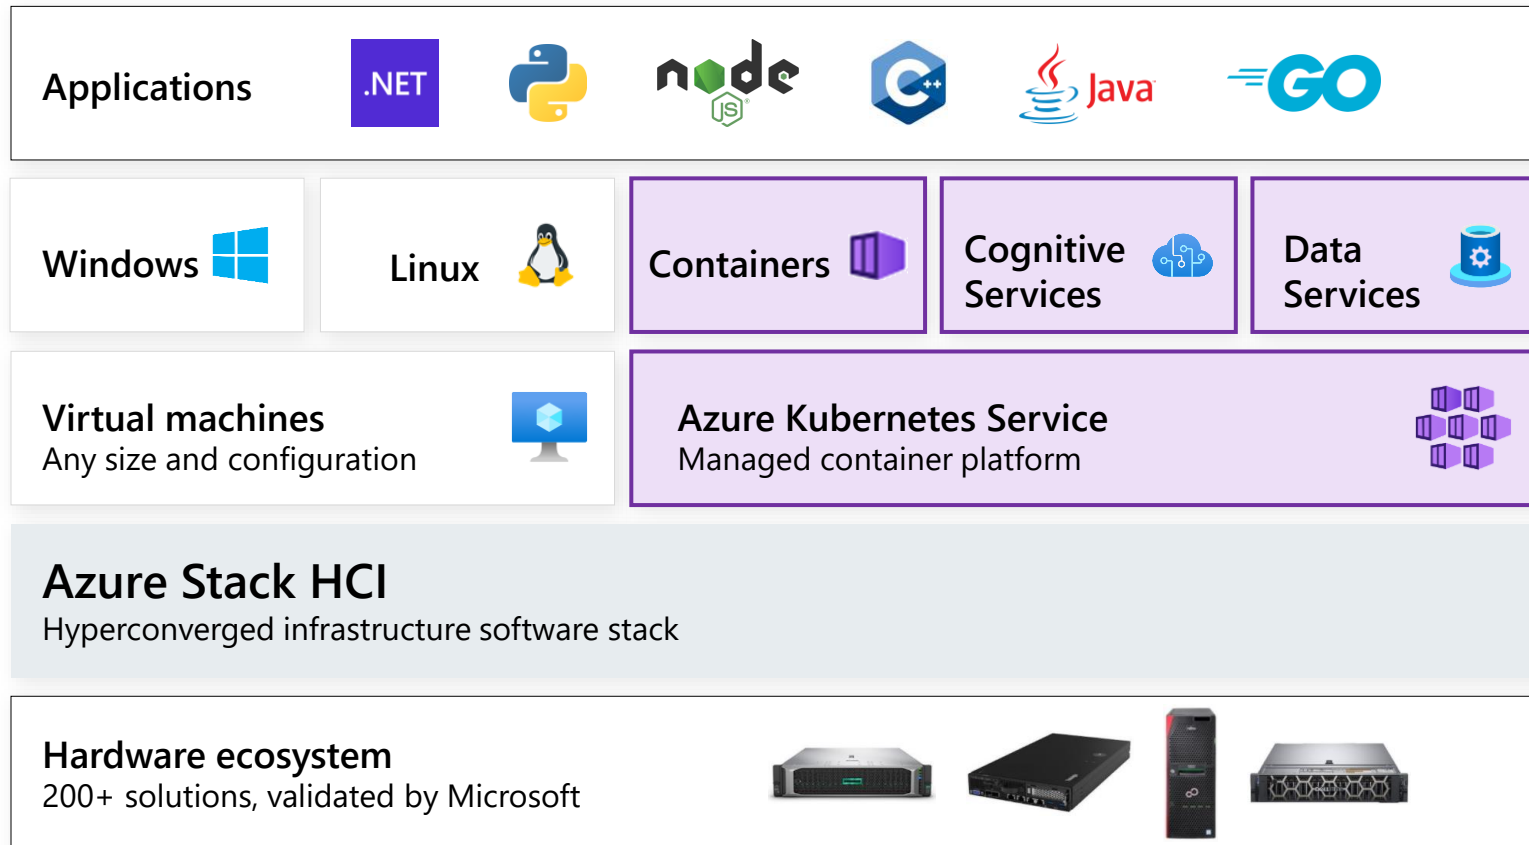 Applications
.NET
node
JS
C++
Java
GO
Windows
Linux
Containers
Cognitive
Services
Data
Services
Virtual machines
Any size and configuration
Azure Kubernetes Service
Managed container platform
Azure Stack HCI
Hyperconverged infrastructure software stack
Hardware ecosystem
200+ solutions, validated by Microsoft